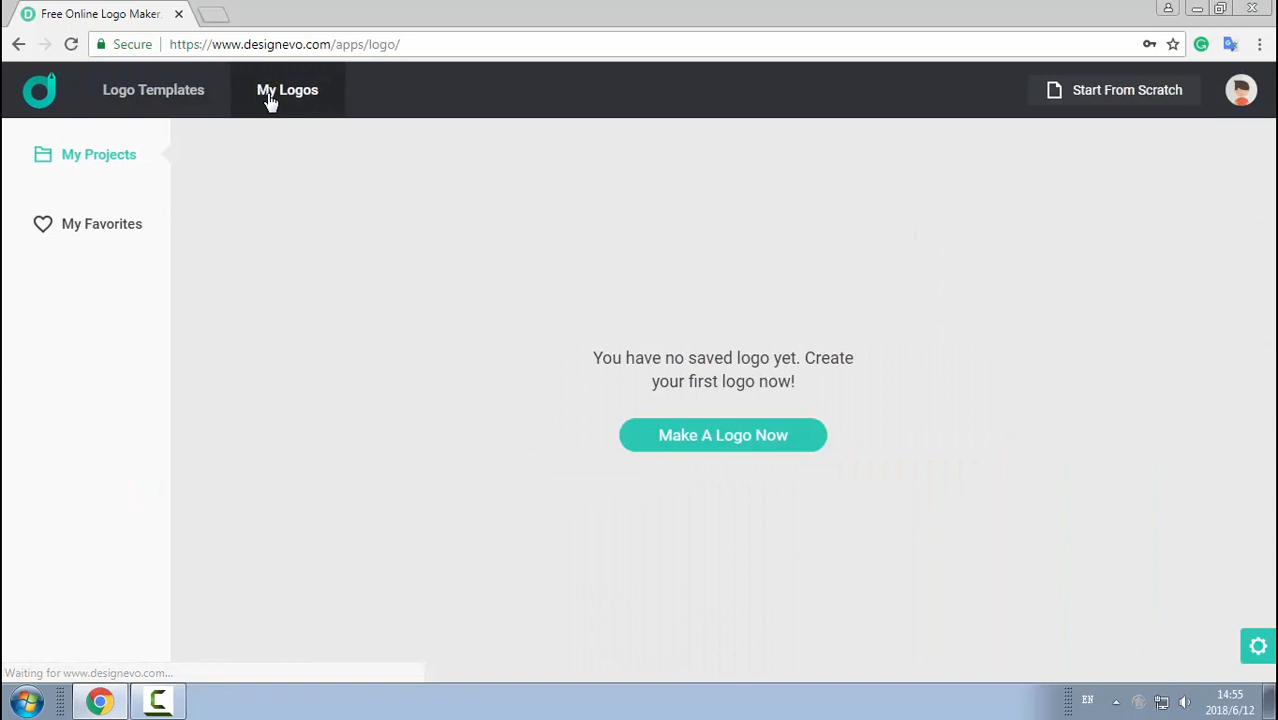 Free Online Logo Maker,
Secure
https://www.designevo.com/apps/logo/
Logo Templates
My Logos
Start From Scratch
My Projects
My Favorites
You have no saved logo yet. Create
your first logo now!
Make A Logo Now
Waiting for www.designevo.com...
EN
14:55
2018/6/12